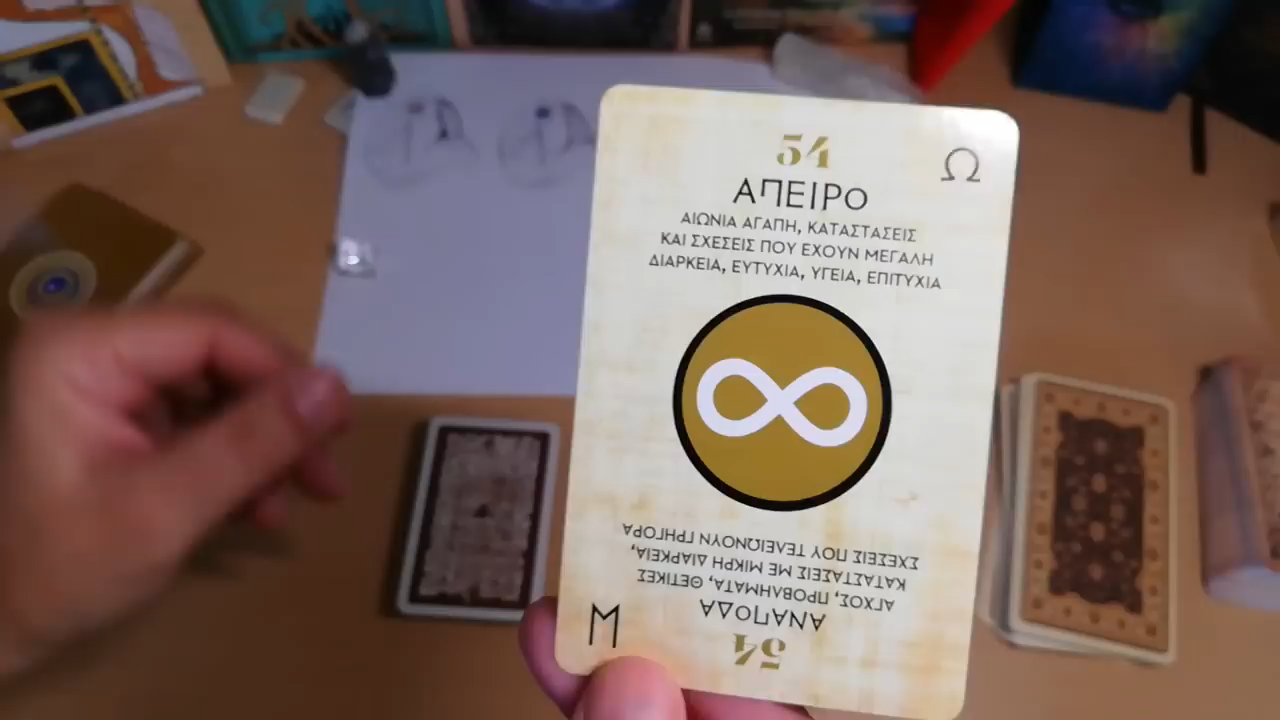 54
Ω
ΑΠΕΙΡΟ
ΑΙΩΝΙΑ ΑΓΑΠΗ, ΚΑΤΑΣΤΑΣΕΙΣ
ΚΑΙ ΣΧΕΣΕΙΣ ΠΟΥ ΕΧΟΥΝ ΜΕΓΑΛΗ
ΔΙΑΡΚΕΙΑ, ΕΥΤΥΧΙΑ, ΥΓΕΙΑ, ΕΠΙΤΥΧΙΑ
54
ΑΝΑΠΟΔΑ
ΑΓΧΟΣ, ΠΡΟΒΛΗΜΑΤΑ, ΘΕΤΙΚΕΣ
ΚΑΤΑΣΤΑΣΕΙΣ ΜΕ ΜΙΚΡΗ ΔΙΑΡΚΕΙΑ,
ΣΧΕΣΕΙΣ ΠΟΥ ΤΕΛΕΙΩΝΟΥΝ ΓΡΗΓΟΡΑ
ᛖ